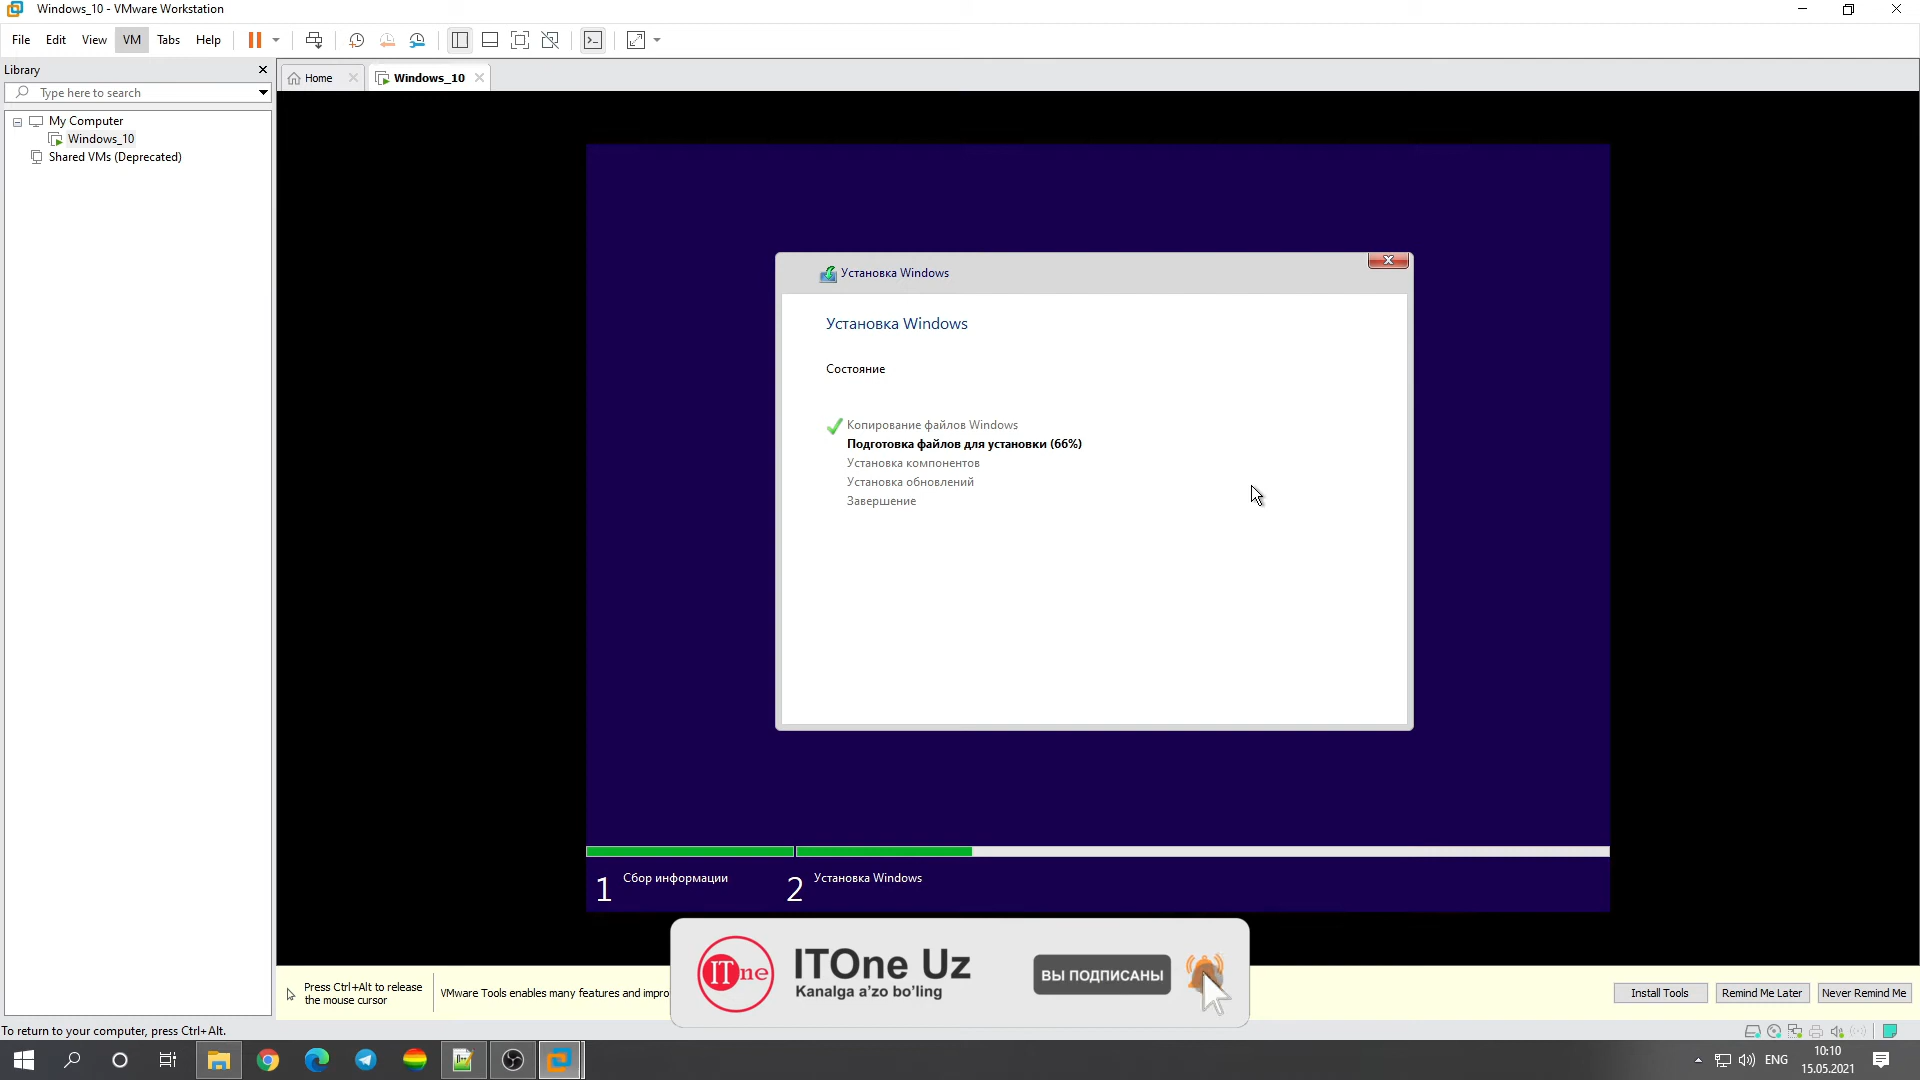 Windows_10 - VMware Workstation
File Edit View VM Tabs Help
Library
Type here to search
My Computer
Windows_10
Shared VMs (Deprecated)
Home
Windows_10
Установка Windows
Установка Windows
Состояние
Копирование файлов Windows
Подготовка файлов для установки (66%)
Установка компонентов
Установка обновлений
Завершение
1 Сбор информации
2 Установка Windows
Press Ctrl+Alt to release
the mouse cursor
VMware Tools enables many features and impro
ITne
ITOne Uz
Kanalga a'zo bo'ling
ВЫ ПОДПИСАНЫ
Install Tools
Remind Me Later
Never Remind Me
To return to your computer, press Ctrl+Alt.
ENG
10:10
15.05.2021